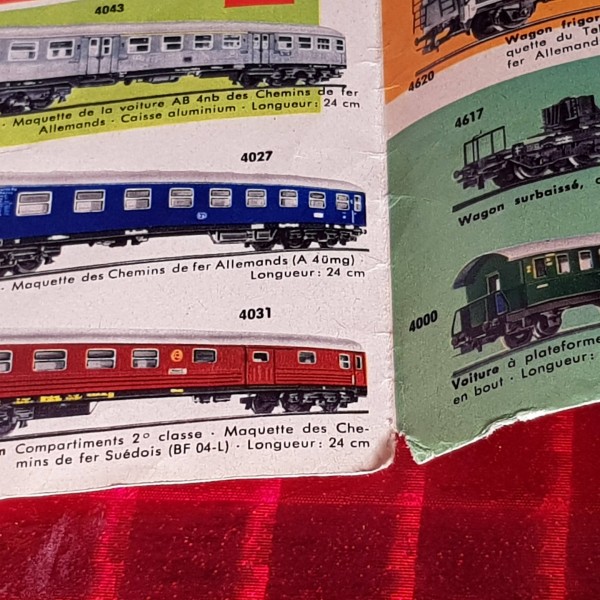 4043
· Maquette de la voiture AB 4nb des Chemins de fer
Allemands · Caisse aluminium · Longueur: 24 cm
4027
· Maquette des Chemins de fer Allemands (A 4ümg) ·
Longueur: 24 cm
4031
Compartiments 2° classe · Maquette des Che-
mins de fer Suédois (BF 04-L) · Longueur: 24 cm
Wagon
quette du
fer Allemand
4620
4617
Wagon surbaissé,
4000
Voiture à plateforme
en bout · Longueur: